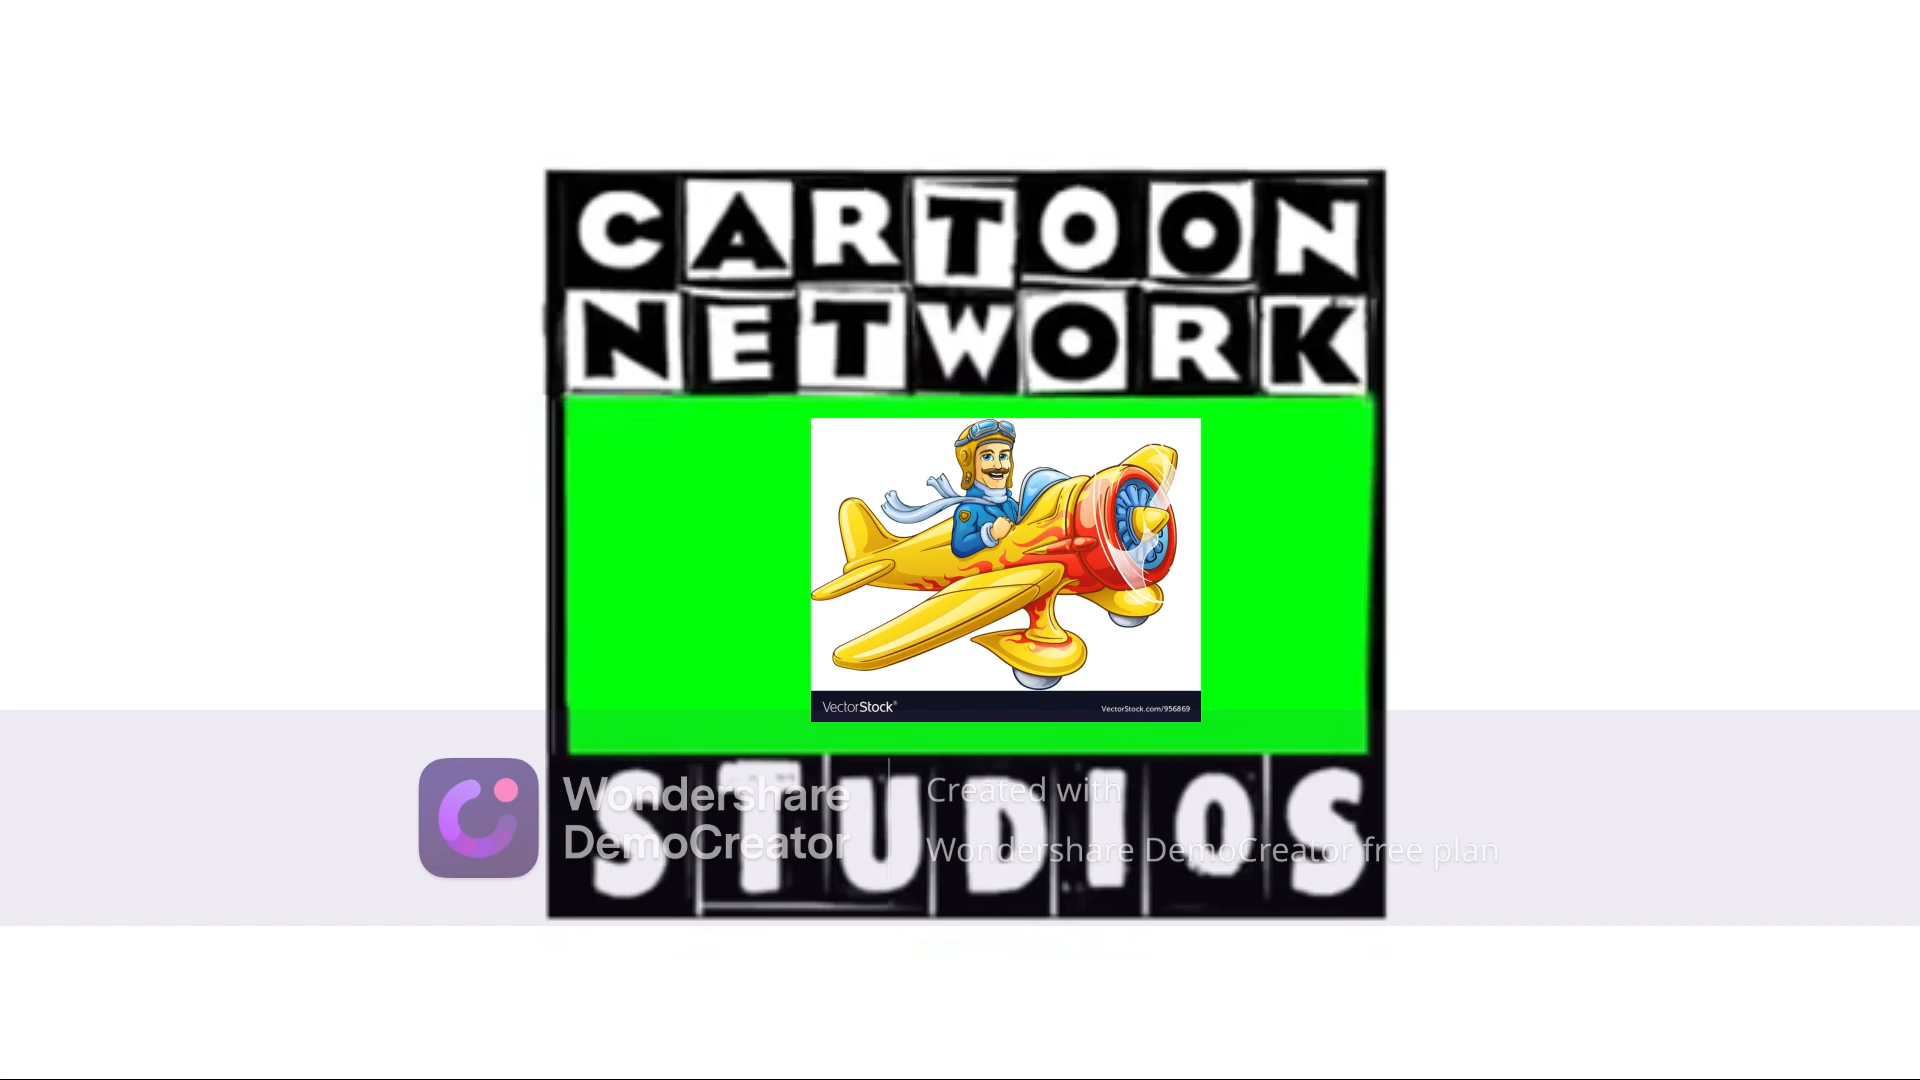 CARTOON
NETWORK
VectorStock®
VectorStock.com/956869
STUDIOS
Wondershare
DemoCreator
Created with
Wondershare DemoCreator free plan